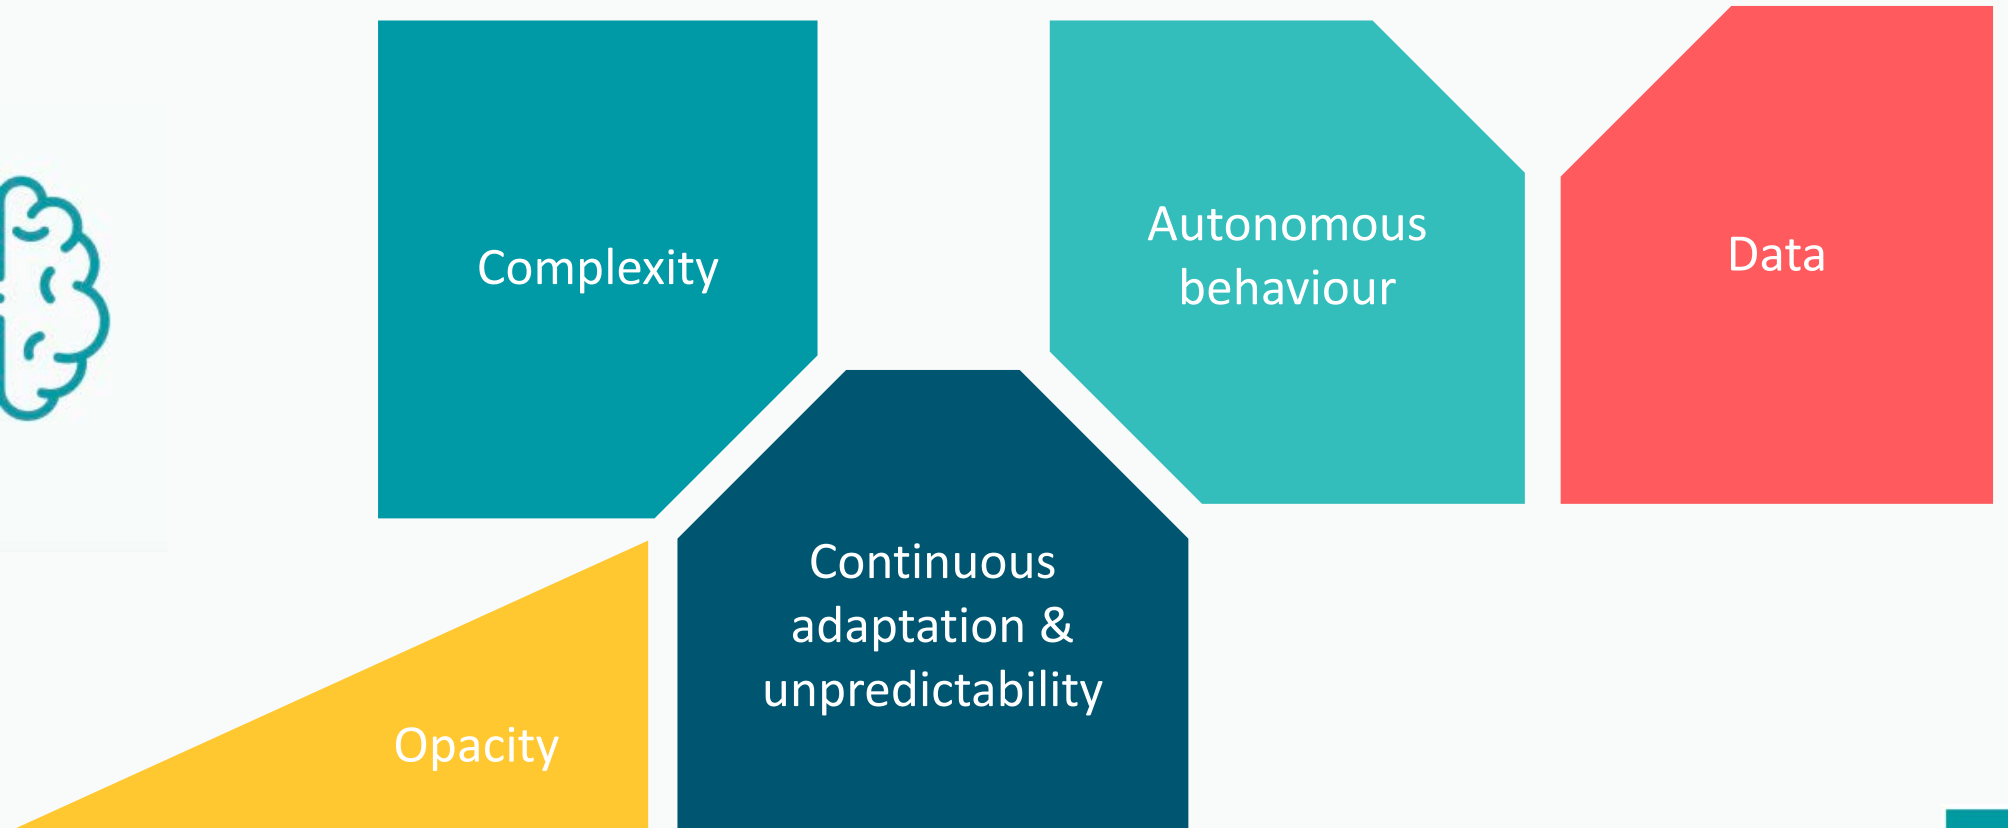 Complexity
Autonomous
behaviour
Data
Continuous
adaptation &
unpredictability
Opacity